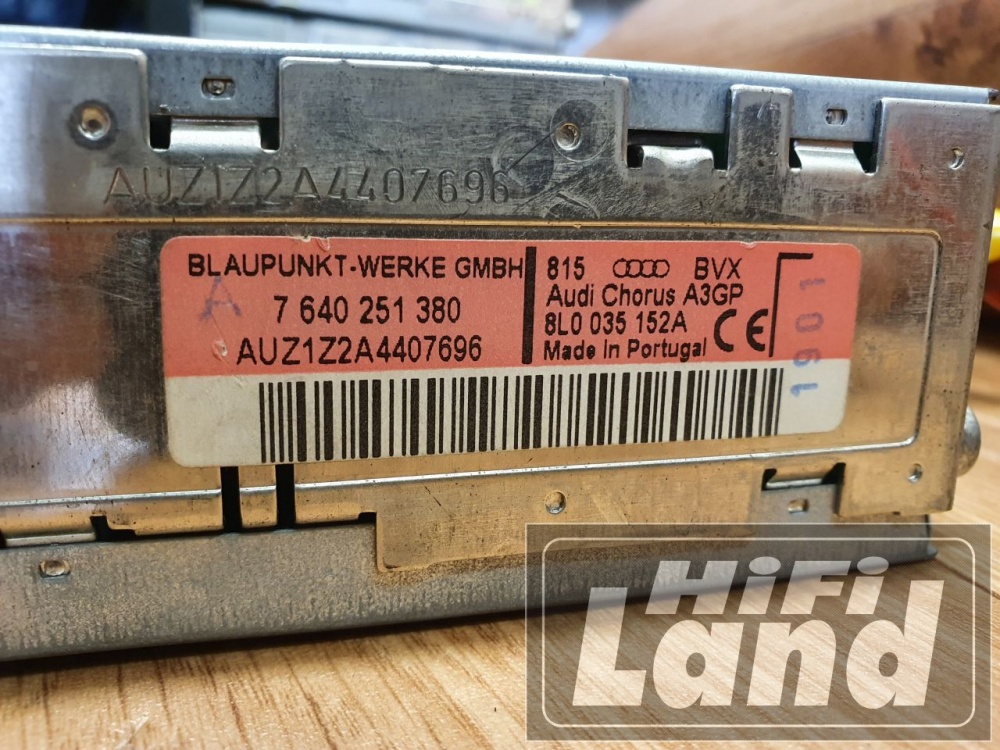 AUZ1Z2A4407696
BLAUPUNKT-WERKE GMBH
A
7 640 251 380
AUZ1Z2A4407696
815 BVX
Audi Chorus A3GP
8L0 035 152A
Made in Portugal
CE
1901
HiFi
Land